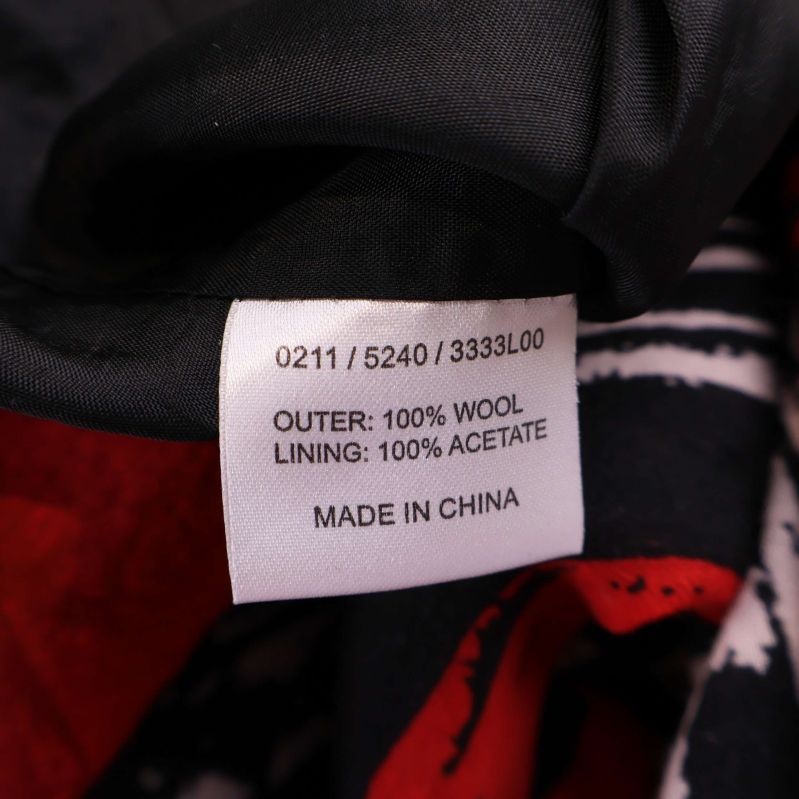 0211 / 5240 / 3333L00
OUTER: 100% WOOL
LINING: 100% ACETATE
MADE IN CHINA